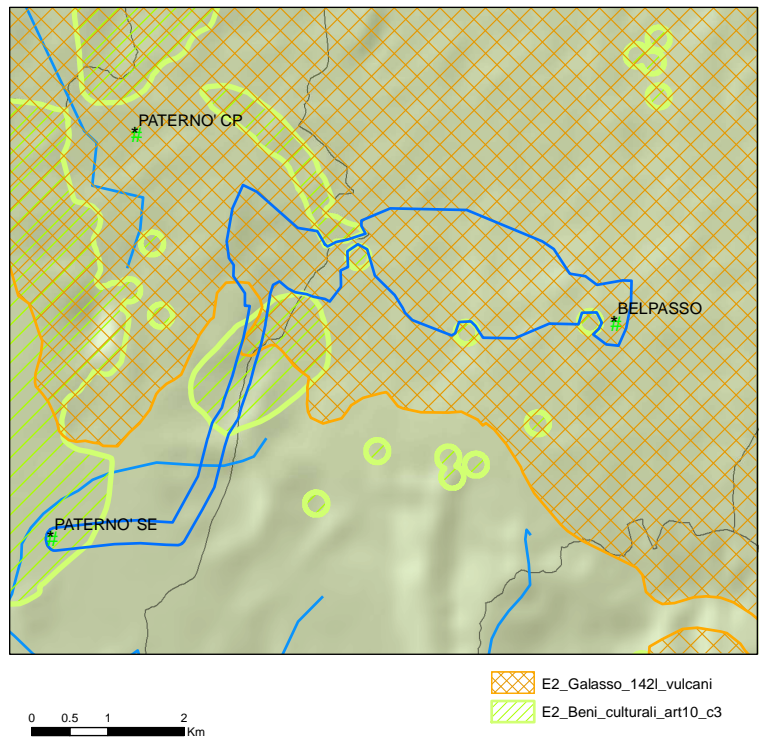 PATERNO' CP
*
#
BELPASSO
*
#
PATERNO' SE
*
#
E2_Galasso_142l_vulcani
E2_Beni_culturali_art10_c3
0 0.5 1 2
Km